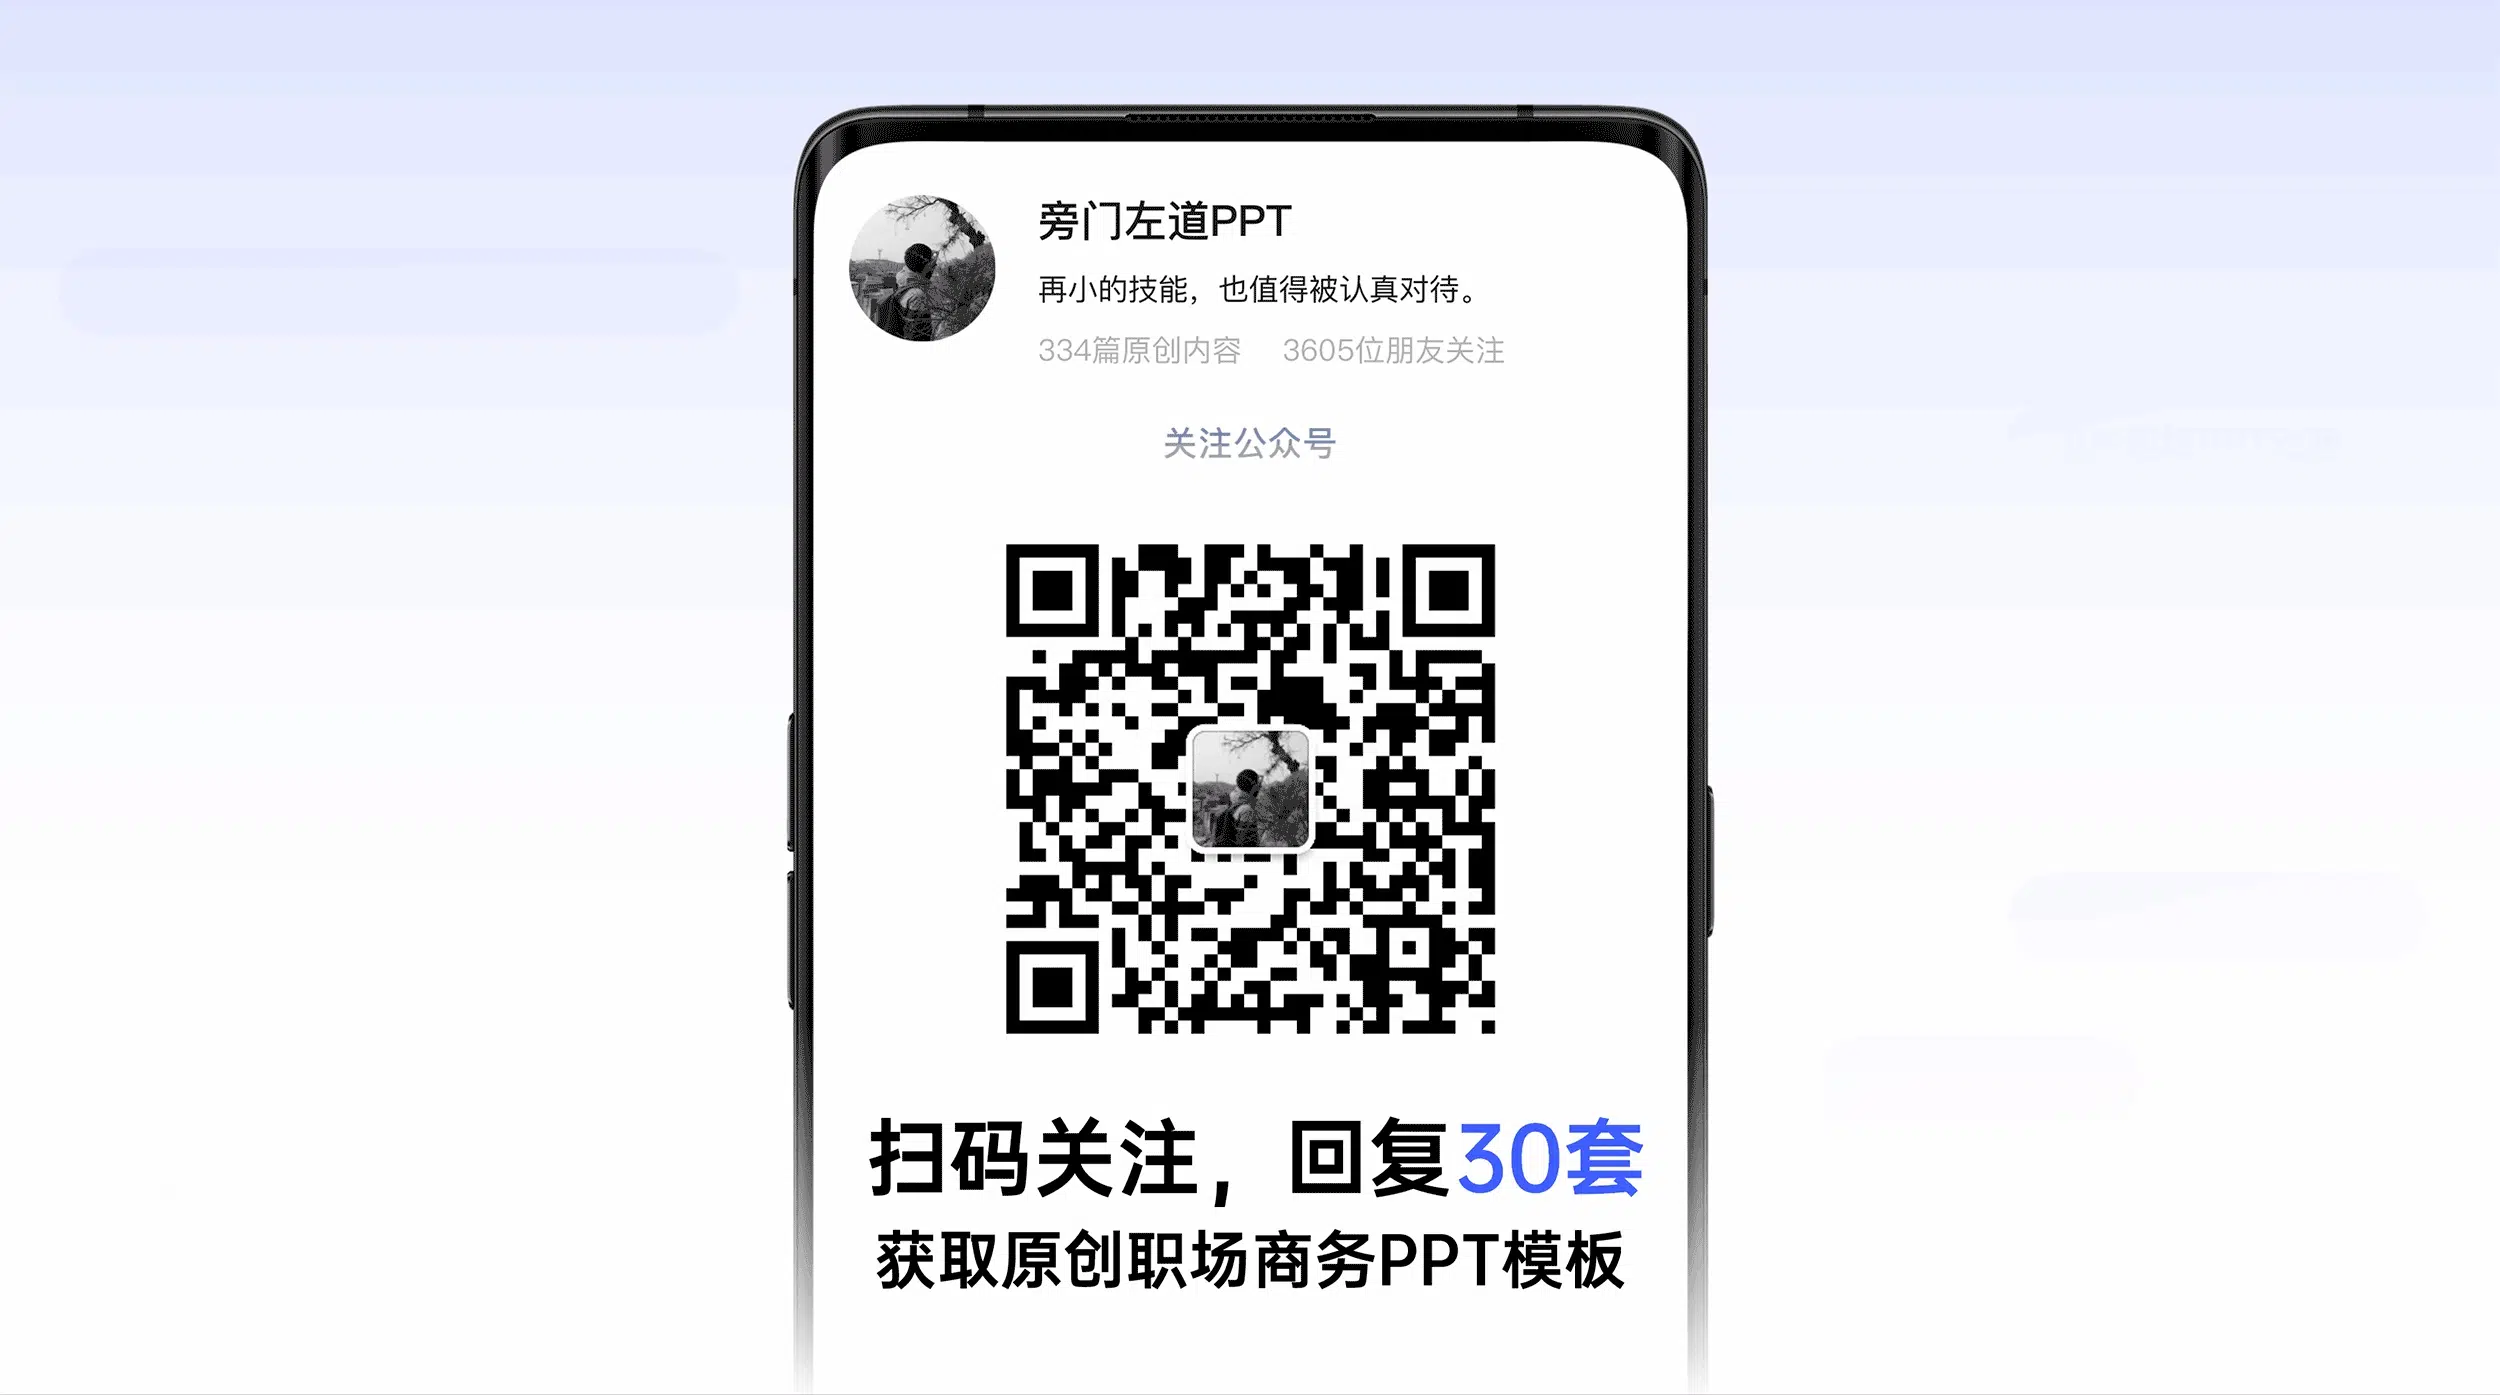 旁门左道PPT
再小的技能，也值得被认真对待。
334篇原创内容 3605位朋友关注
关注公众号
扫码关注，回复30套
获取原创职场商务PPT模板